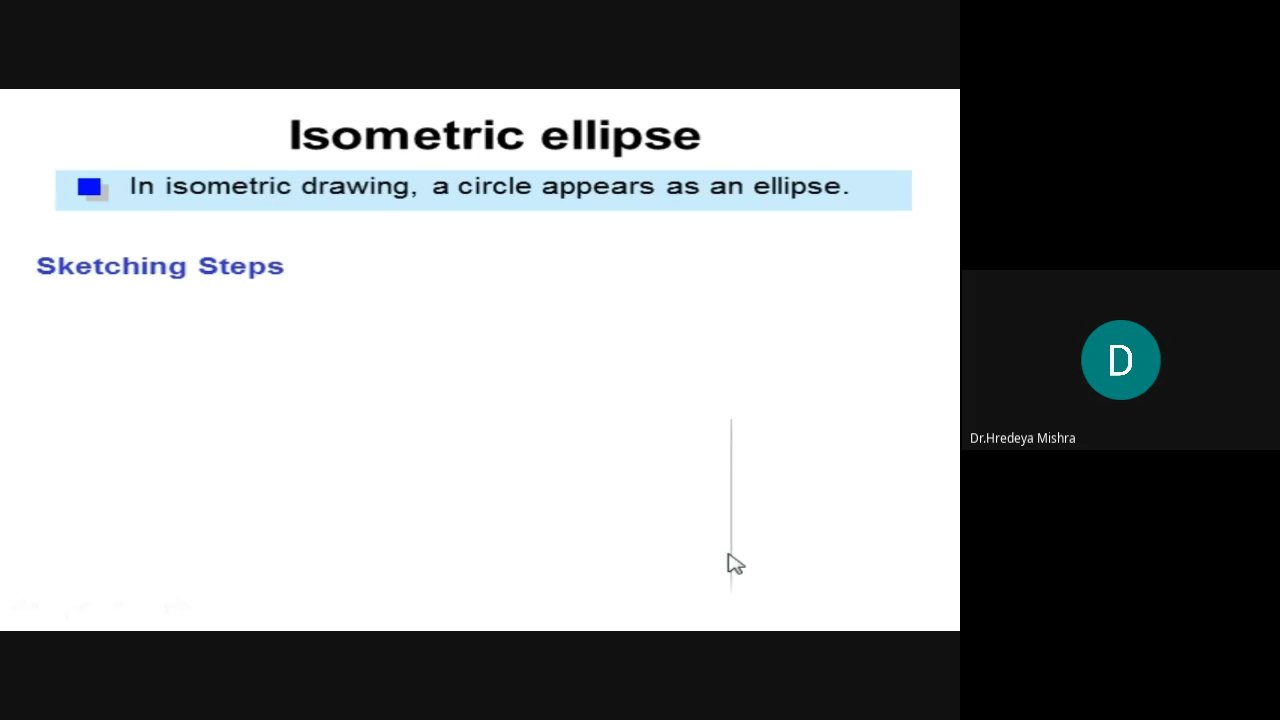 Isometric ellipse
In isometric drawing, a circle appears as an ellipse.
Sketching Steps
D
Dr.Hredeya Mishra